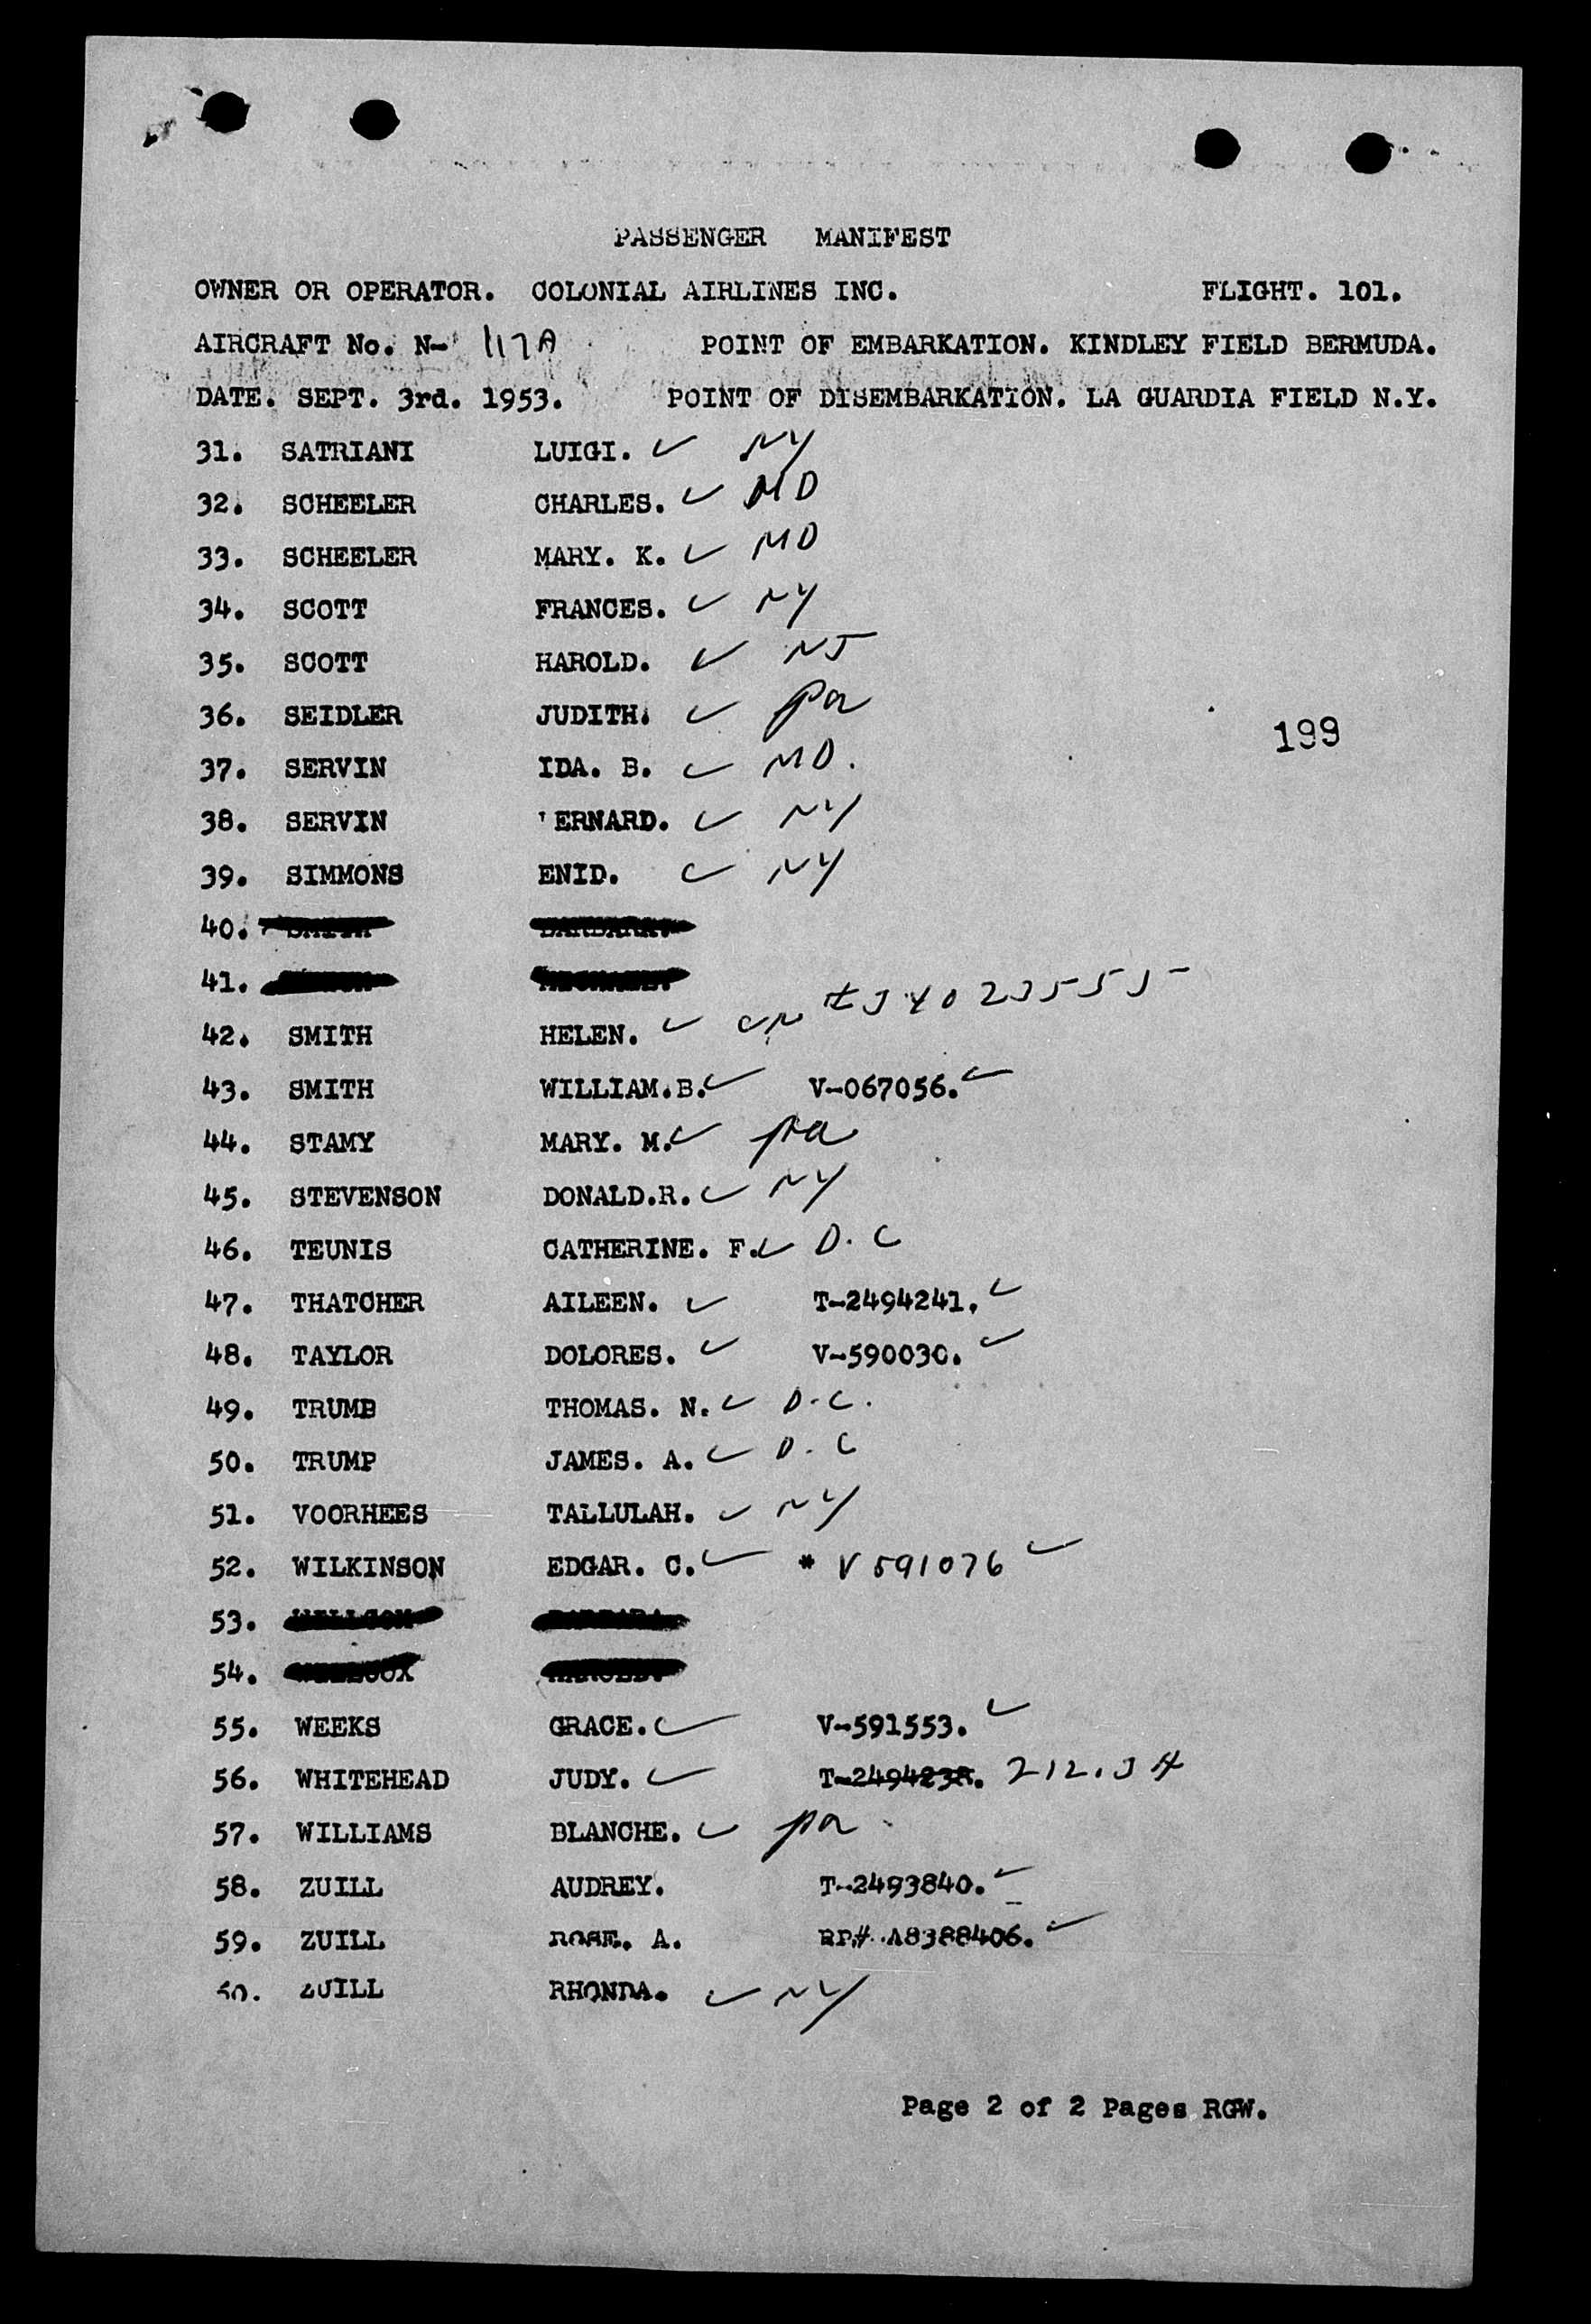 PASSENGER MANIFEST
OWNER OR OPERATOR. COLONIAL AIRLINES INC. FLIGHT. 101.
AIRCRAFT No. N- 117A POINT OF EMBARKATION. KINDLEY FIELD BERMUDA.
DATE. SEPT. 3rd. 1953. POINT OF DISEMBARKATION. LA GUARDIA FIELD N.Y.
31. SATRIANI LUIGI. ✓ NY
32. SCHEELER CHARLES. ✓ MD
33. SCHEELER MARY. K. ✓ MD
34. SCOTT FRANCES. ✓ NY
35. SCOTT HAROLD. ✓ NJ
36. SEIDLER JUDITH. ✓ Pa
199
37. SERVIN IDA. B. ✓ MD.
38. SERVIN ERNARD. ✓ NY
39. SIMMONS ENID. ✓ NY
40.
41.
42. SMITH HELEN. ✓
43. SMITH WILLIAM.B. ✓ V-067056. ✓
44. STAMY MARY. M. ✓ Pa
45. STEVENSON DONALD.R. ✓ NY
46. TEUNIS CATHERINE. F. ✓ D.C
47. THATCHER AILEEN. ✓ T-2494241. ✓
48. TAYLOR DOLORES. ✓ V-590030. ✓
49. TRUMP THOMAS. N. ✓ D.C.
50. TRUMP JAMES. A. ✓ D.C
51. VOORHEES TALLULAH. ✓ NY
52. WILKINSON EDGAR. C. ✓ * V591076 ✓
53.
54.
55. WEEKS GRACE. ✓ V-591553. ✓
56. WHITEHEAD JUDY. ✓ T-2494238. 212.J4
57. WILLIAMS BLANCHE. ✓ Pa.
58. ZUILL AUDREY. T-2493840. ✓
59. ZUILL ROSE. A. RP# A8388406. ✓
60. ZUILL RHONDA. ✓ NY
Page 2 of 2 Pages RGW.